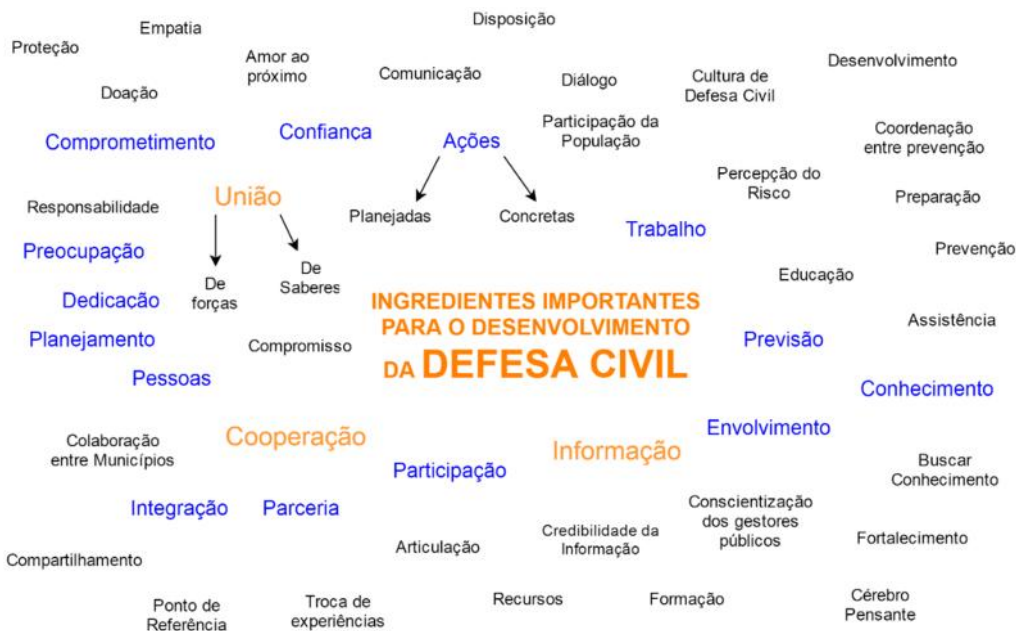 Disposição
Empatia
Proteção
Amor ao
próximo
Comunicação
Diálogo
Cultura de
Defesa Civil
Desenvolvimento
Doação
Comprometimento
Confiança
Ações
Participação da
População
Coordenação
entre prevenção
Percepção do
Risco
Preparação
União
Responsabilidade
Planejadas
Concretas
Trabalho
Preocupação
Prevenção
De
forças
De
Saberes
Educação
Dedicação
INGREDIENTES IMPORTANTES
PARA O DESENVOLVIMENTO
DA DEFESA CIVIL
Assistência
Planejamento
Compromisso
Previsão
Pessoas
Conhecimento
Colaboração
entre Municípios
Cooperação
Informação
Envolvimento
Participação
Buscar
Conhecimento
Integração
Parceria
Conscientização
dos gestores
públicos
Compartilhamento
Articulação
Credibilidade da
Informação
Fortalecimento
Ponto de
Referência
Troca de
experiências
Recursos
Formação
Cérebro
Pensante